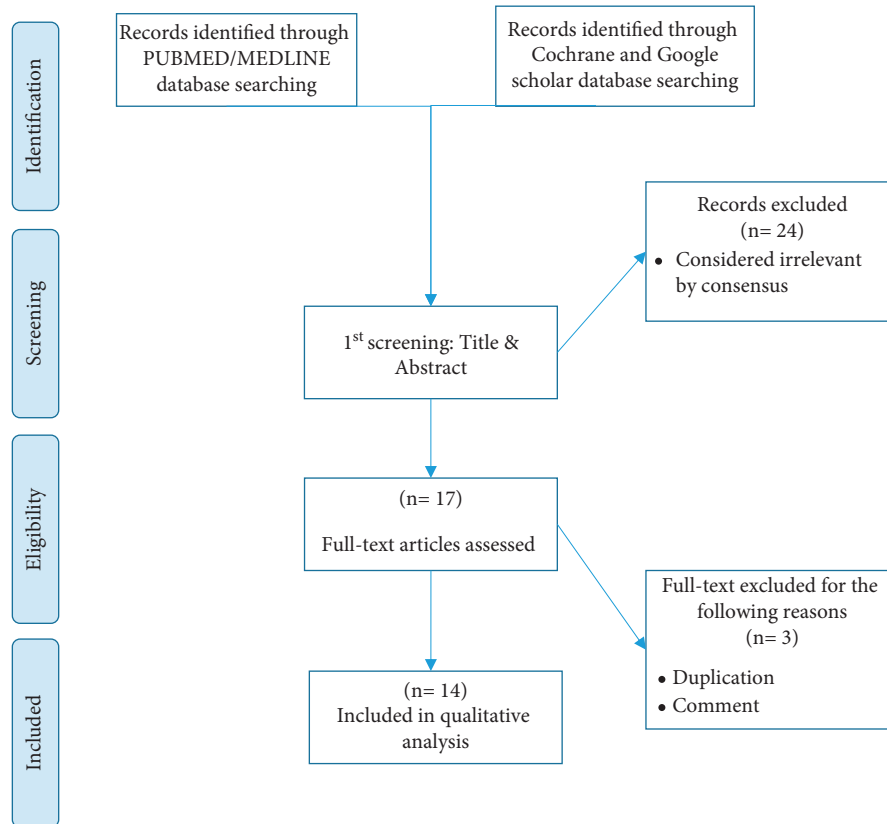 Identification
Records identified through
PUBMED/MEDLINE
database searching
Records identified through
Cochrane and Google
scholar database searching
Screening
Records excluded
(n= 24)
• Considered irrelevant
by consensus
1st screening: Title &
Abstract
Eligibility
(n= 17)
Full-text articles assessed
Full-text excluded for the
following reasons
(n= 3)
• Duplication
• Comment
Included
(n= 14)
Included in qualitative
analysis